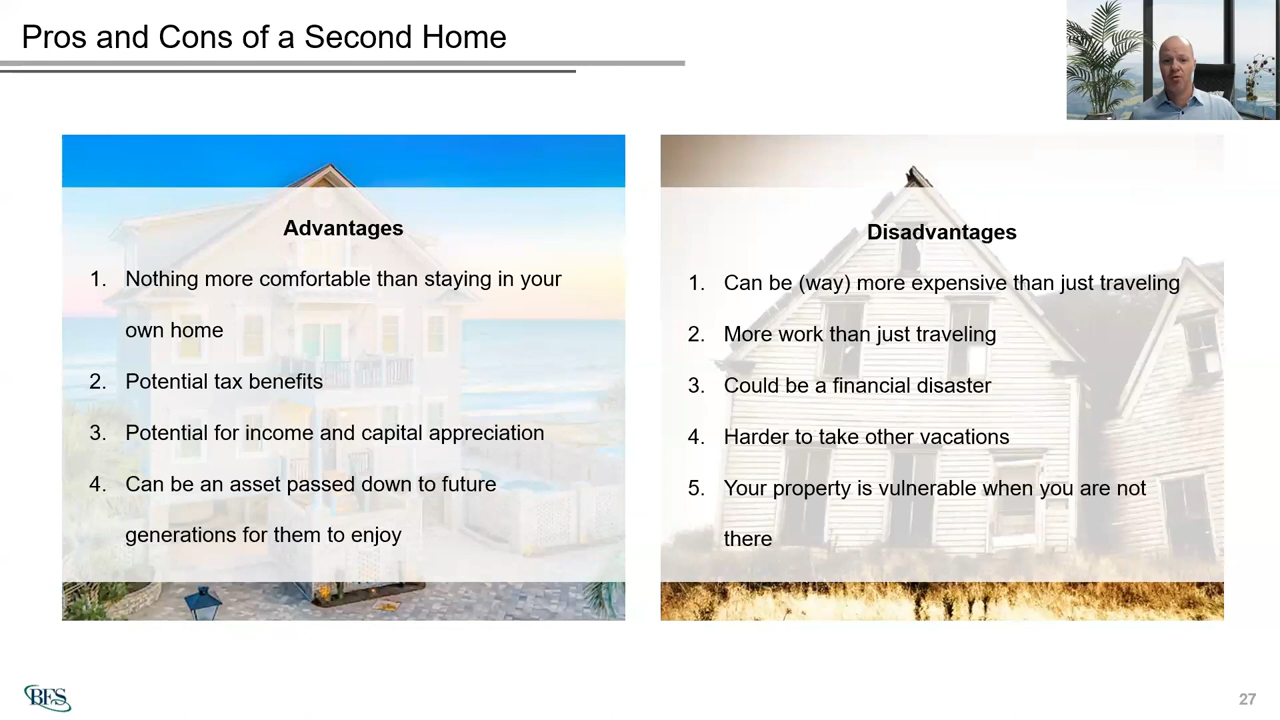 Pros and Cons of a Second Home
Advantages
1. Nothing more comfortable than staying in your
own home
2. Potential tax benefits
3. Potential for income and capital appreciation
4. Can be an asset passed down to future
generations for them to enjoy
Disadvantages
1. Can be (way) more expensive than just traveling
2. More work than just traveling
3. Could be a financial disaster
4. Harder to take other vacations
5. Your property is vulnerable when you are not
there
BFS
27